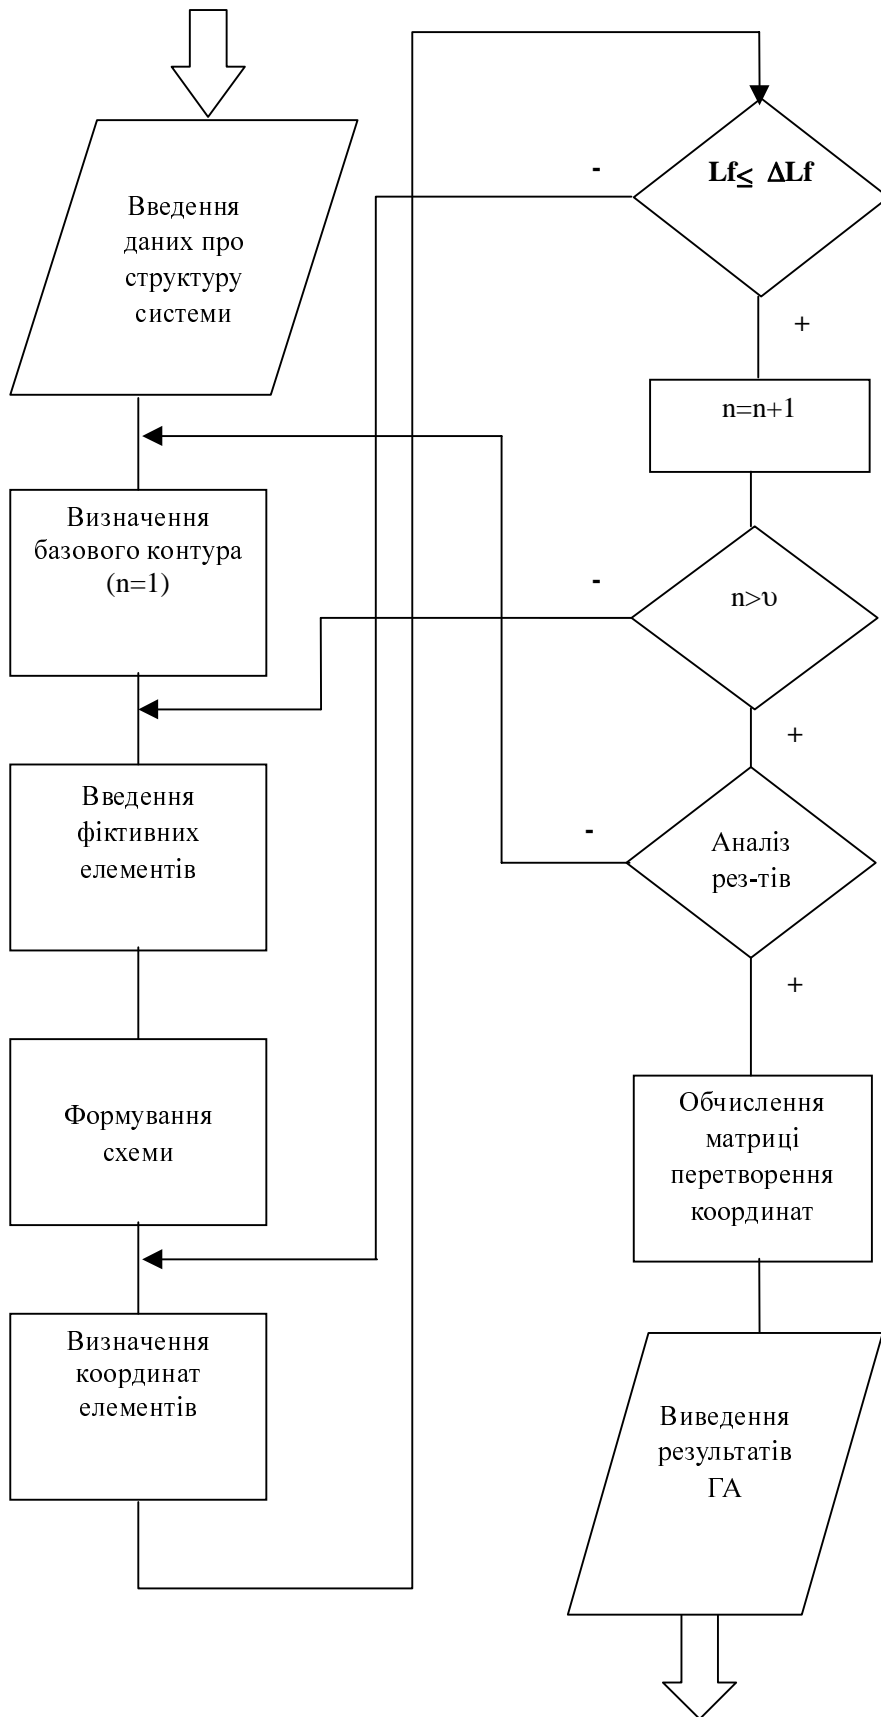 Введення
даних про
структуру
системи
Визначення
базового контура
(n=1)
Введення
фіктивних
елементів
Формування
схеми
Визначення
координат
елементів
-
Lf≤ ΔLf
+
n=n+1
-
n>υ
+
-
Аналіз
рез-тів
+
Обчислення
матриці
перетворення
координат
Виведення
результатів
ГА